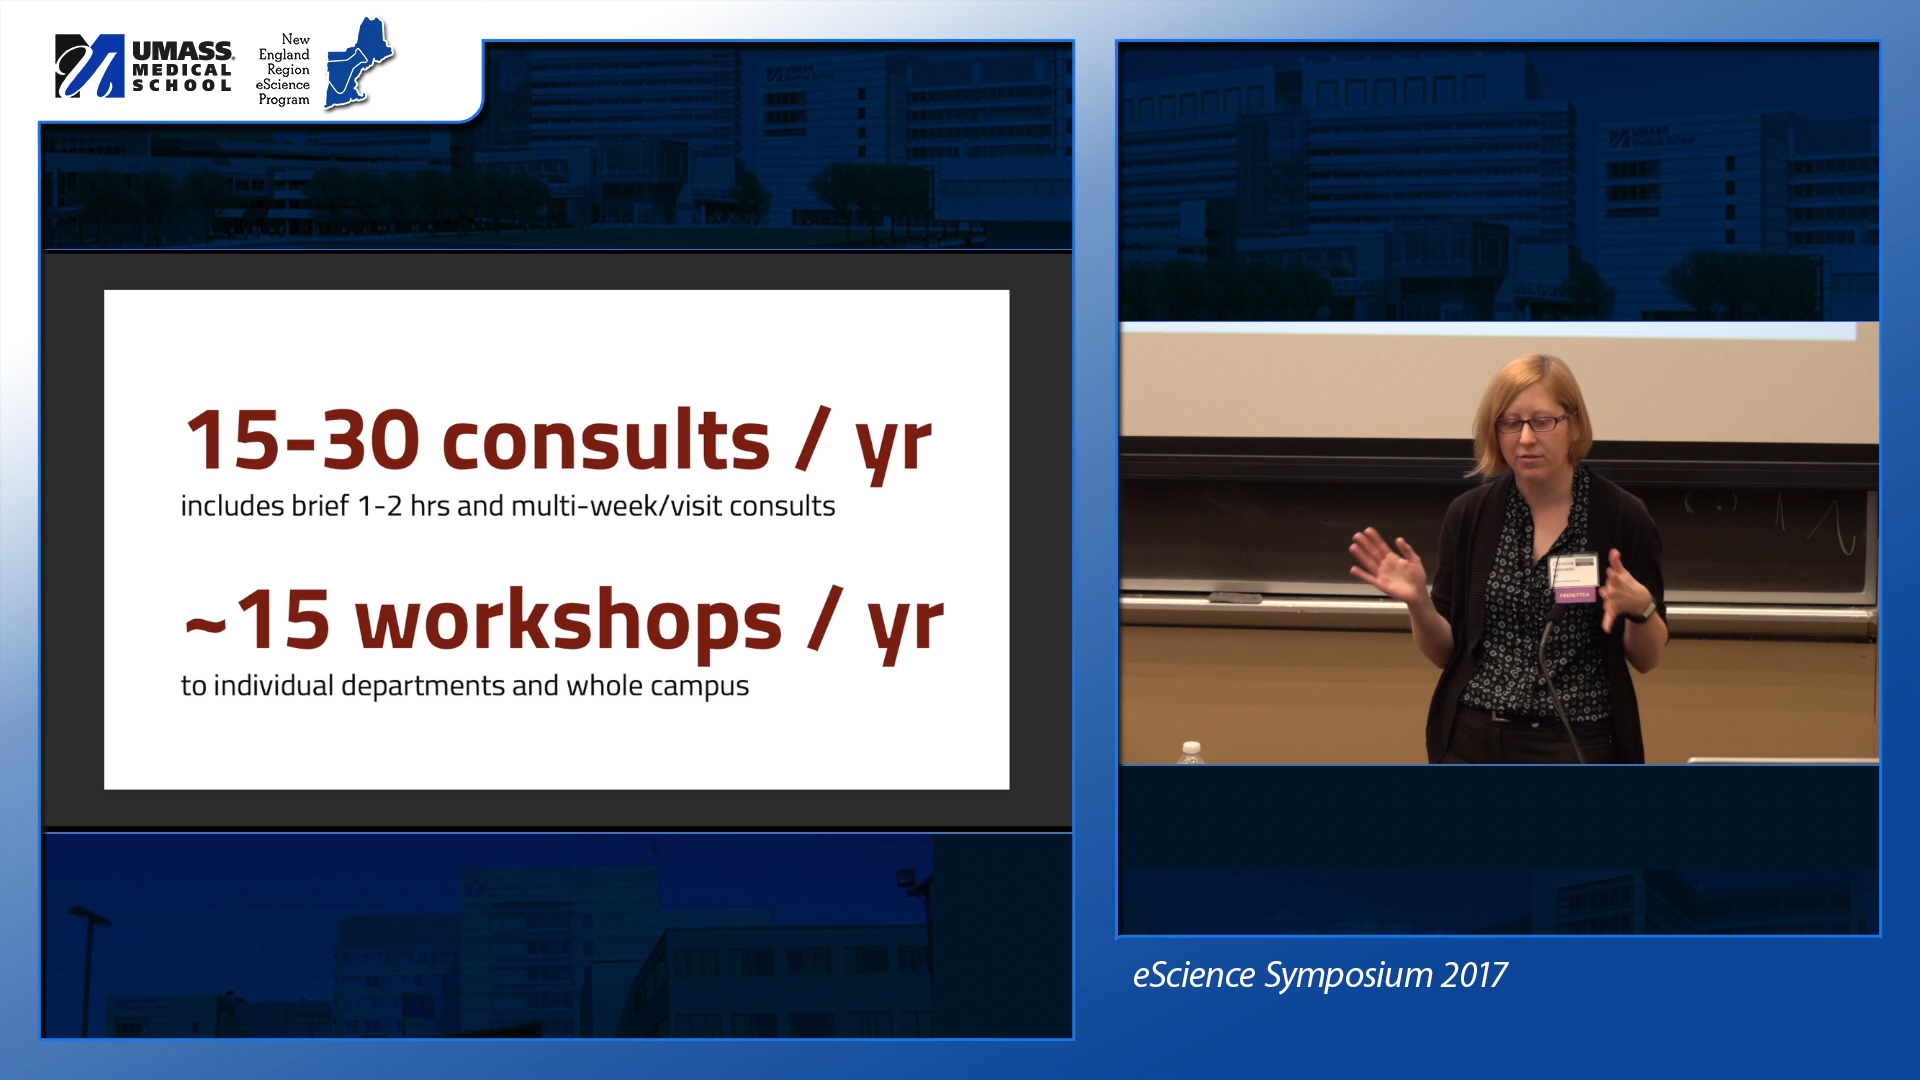 UMASS
MEDICAL
SCHOOL
New
England
Region
eScience
Program
15-30 consults / yr
includes brief 1-2 hrs and multi-week/visit consults
~15 workshops / yr
to individual departments and whole campus
PRESENTER
eScience Symposium 2017